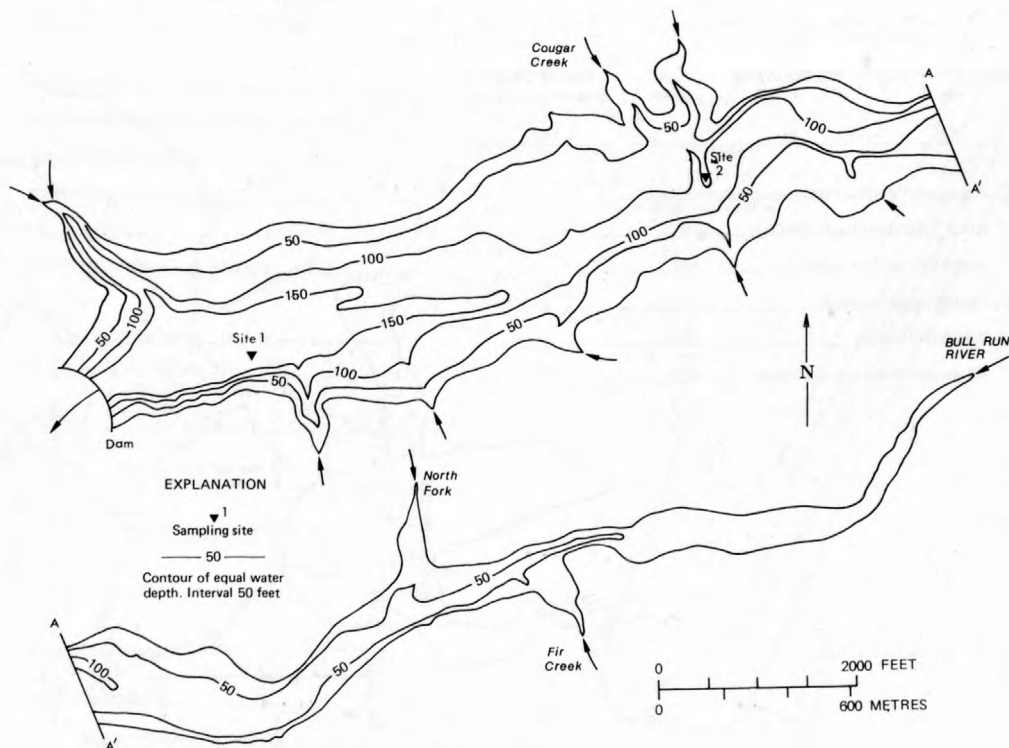 Cougar
Creek
A
50
100
Site
2
A'
50
50
100
100
150
150
50
Site 1
50
100
100
50
BULL RUN
RIVER
N
Dam
EXPLANATION
1
Sampling site
50
Contour of equal water
depth. Interval 50 feet
North
Fork
50
A
100
50
50
A'
Fir
Creek
0
2000 FEET
0
600 METRES